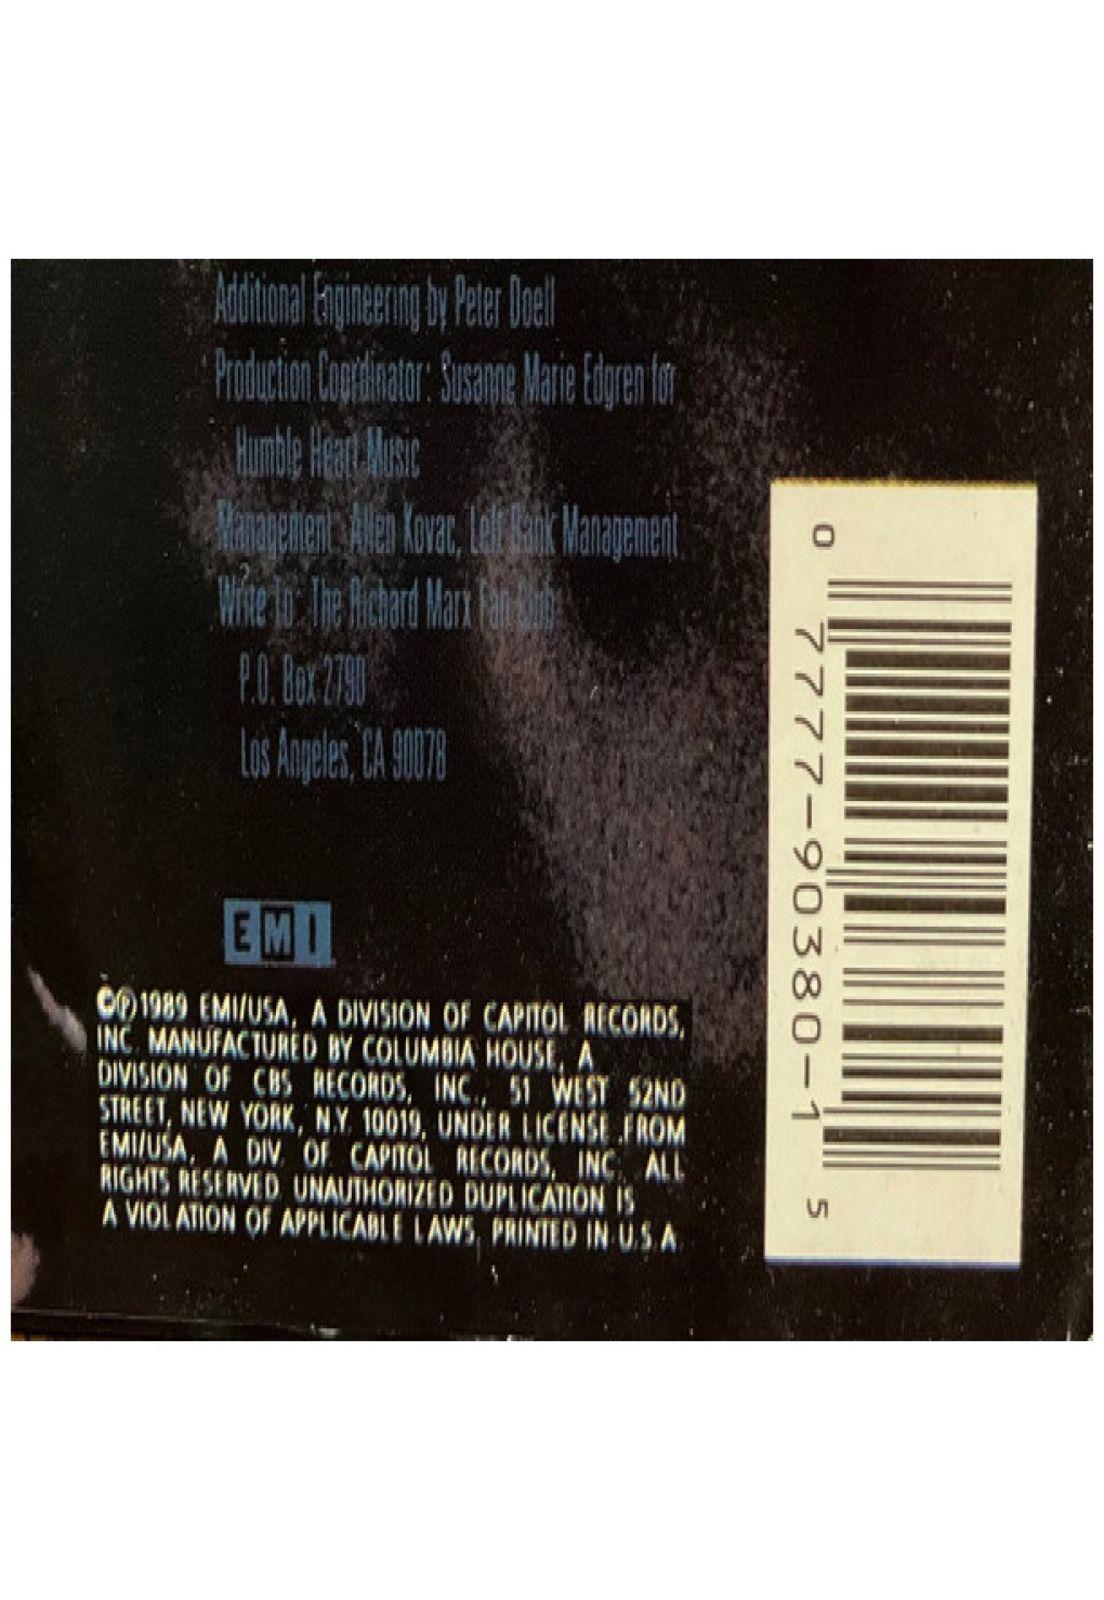 Additional Engineering by Peter Doell
Production Coordinator: Susanne Marie Edgren for
Humble Heart Music
Management: Allen Kovac, Left Bank Management
Write To: The Richard Marx Fan Club
P.O. Box 2790
Los Angeles, CA 90078
EMI
©℗1989 EMI/USA, A DIVISION OF CAPITOL RECORDS,
INC. MANUFACTURED BY COLUMBIA HOUSE, A
DIVISION OF CBS RECORDS, INC., 51 WEST 52ND
STREET, NEW YORK, N.Y. 10019, UNDER LICENSE FROM
EMI/USA, A DIV. OF CAPITOL RECORDS, INC. ALL
RIGHTS RESERVED. UNAUTHORIZED DUPLICATION IS
A VIOLATION OF APPLICABLE LAWS. PRINTED IN U.S.A.
0 7777-90380-1 5